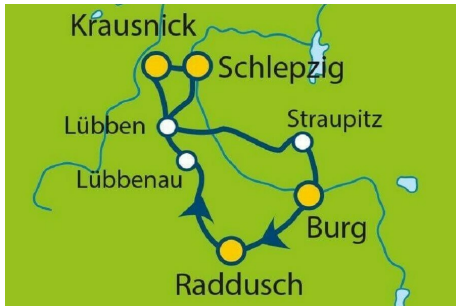 Krausnick
Schlepzig
Lübben
Straupitz
Lübbenau
Burg
Raddusch